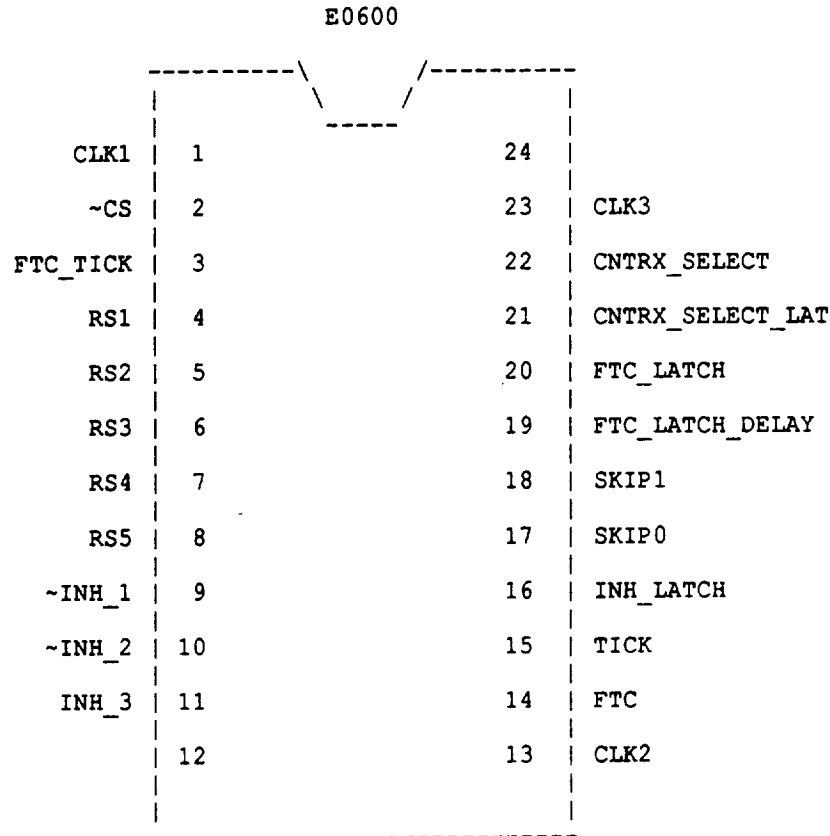 E0600
CLK1 1 24
~CS 2 23 CLK3
FTC_TICK 3 22 CNTRX_SELECT
RS1 4 21 CNTRX_SELECT_LAT
RS2 5 20 FTC_LATCH
RS3 6 19 FTC_LATCH_DELAY
RS4 7 18 SKIP1
RS5 8 17 SKIP0
~INH_1 9 16 INH_LATCH
~INH_2 10 15 TICK
INH_3 11 14 FTC
12 13 CLK2